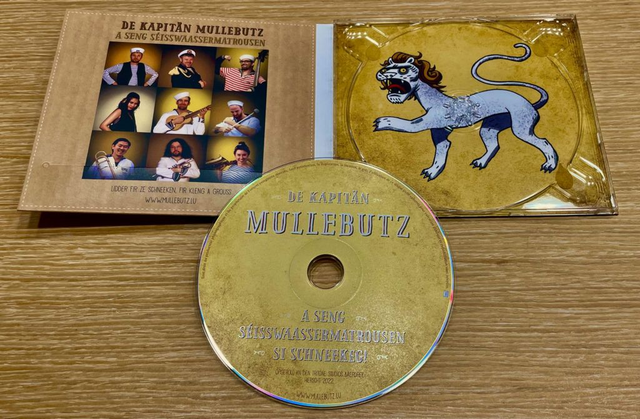 DE KAPITÄN MULLEBUTZ
A SENG SÉISSWAASSERMATROUSEN
LIDDER FIR ZE SCHNEEKEN, FIR KLENG A GROUSS
WWW.MULLEBUTZ.LU
DE KAPITÄN
MULLEBUTZ
A SENG
SÉISSWAASSERMATROUSEN
SI SCHNEEKEG!
WWW.MULLEBUTZ.LU